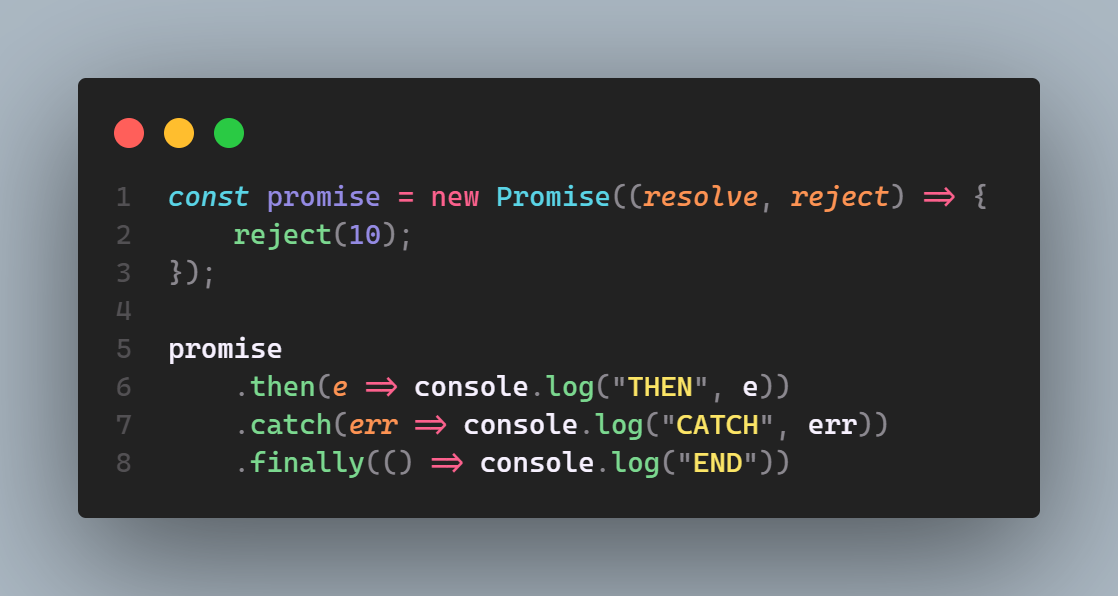 1 const promise = new Promise((resolve, reject) => {
2     reject(10);
3 });
4
5 promise
6     .then(e => console.log("THEN", e))
7     .catch(err => console.log("CATCH", err))
8     .finally(() => console.log("END"))